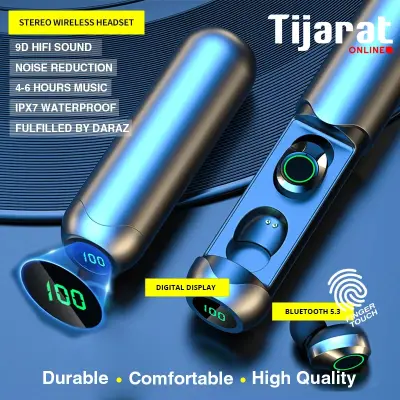 STEREO WIRELESS HEADSET
Tijarat
ONLINE
9D HIFI SOUND
NOISE REDUCTION
4-6 HOURS MUSIC
IPX7 WATERPROOF
FULFILLED BY DARAZ
100
100
DIGITAL DISPLAY
100
BLUETOOTH 5.3
FINGER
TOUCH
Durable • Comfortable • High Quality